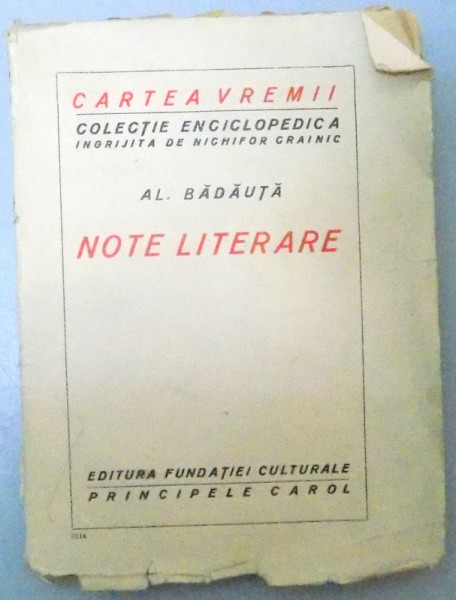 CARTEA VREMII
COLECȚIE ENCICLOPEDICA
INGRIJITA DE NICHIFOR CRAINIC
AL. BĂDĂUȚĂ
NOTE LITERARE
EDITURA FUNDAȚIEI CULTURALE
PRINCIPELE CAROL